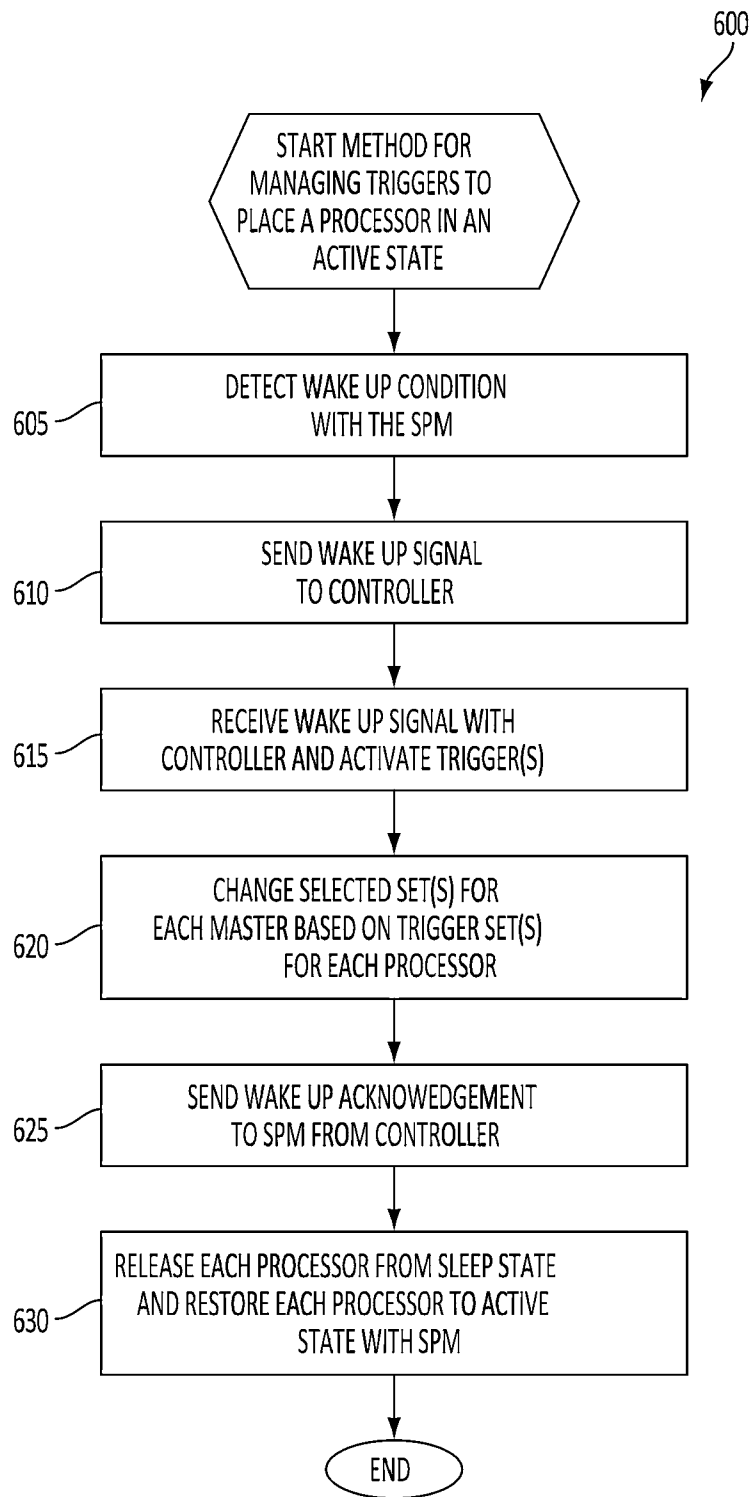 600
START METHOD FOR
MANAGING TRIGGERS TO
PLACE A PROCESSOR IN AN
ACTIVE STATE
605
DETECT WAKE UP CONDITION
WITH THE SPM
610
SEND WAKE UP SIGNAL
TO CONTROLLER
615
RECEIVE WAKE UP SIGNAL WITH
CONTROLLER AND ACTIVATE TRIGGER(S)
620
CHANGE SELECTED SET(S) FOR
EACH MASTER BASED ON TRIGGER SET(S)
FOR EACH PROCESSOR
625
SEND WAKE UP ACKNOWEDGEMENT
TO SPM FROM CONTROLLER
630
RELEASE EACH PROCESSOR FROM SLEEP STATE
AND RESTORE EACH PROCESSOR TO ACTIVE
STATE WITH SPM
END